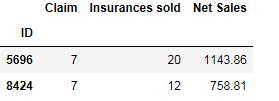 Claim Insurances sold Net Sales
ID
5696 7 20 1143.86
8424 7 12 758.81